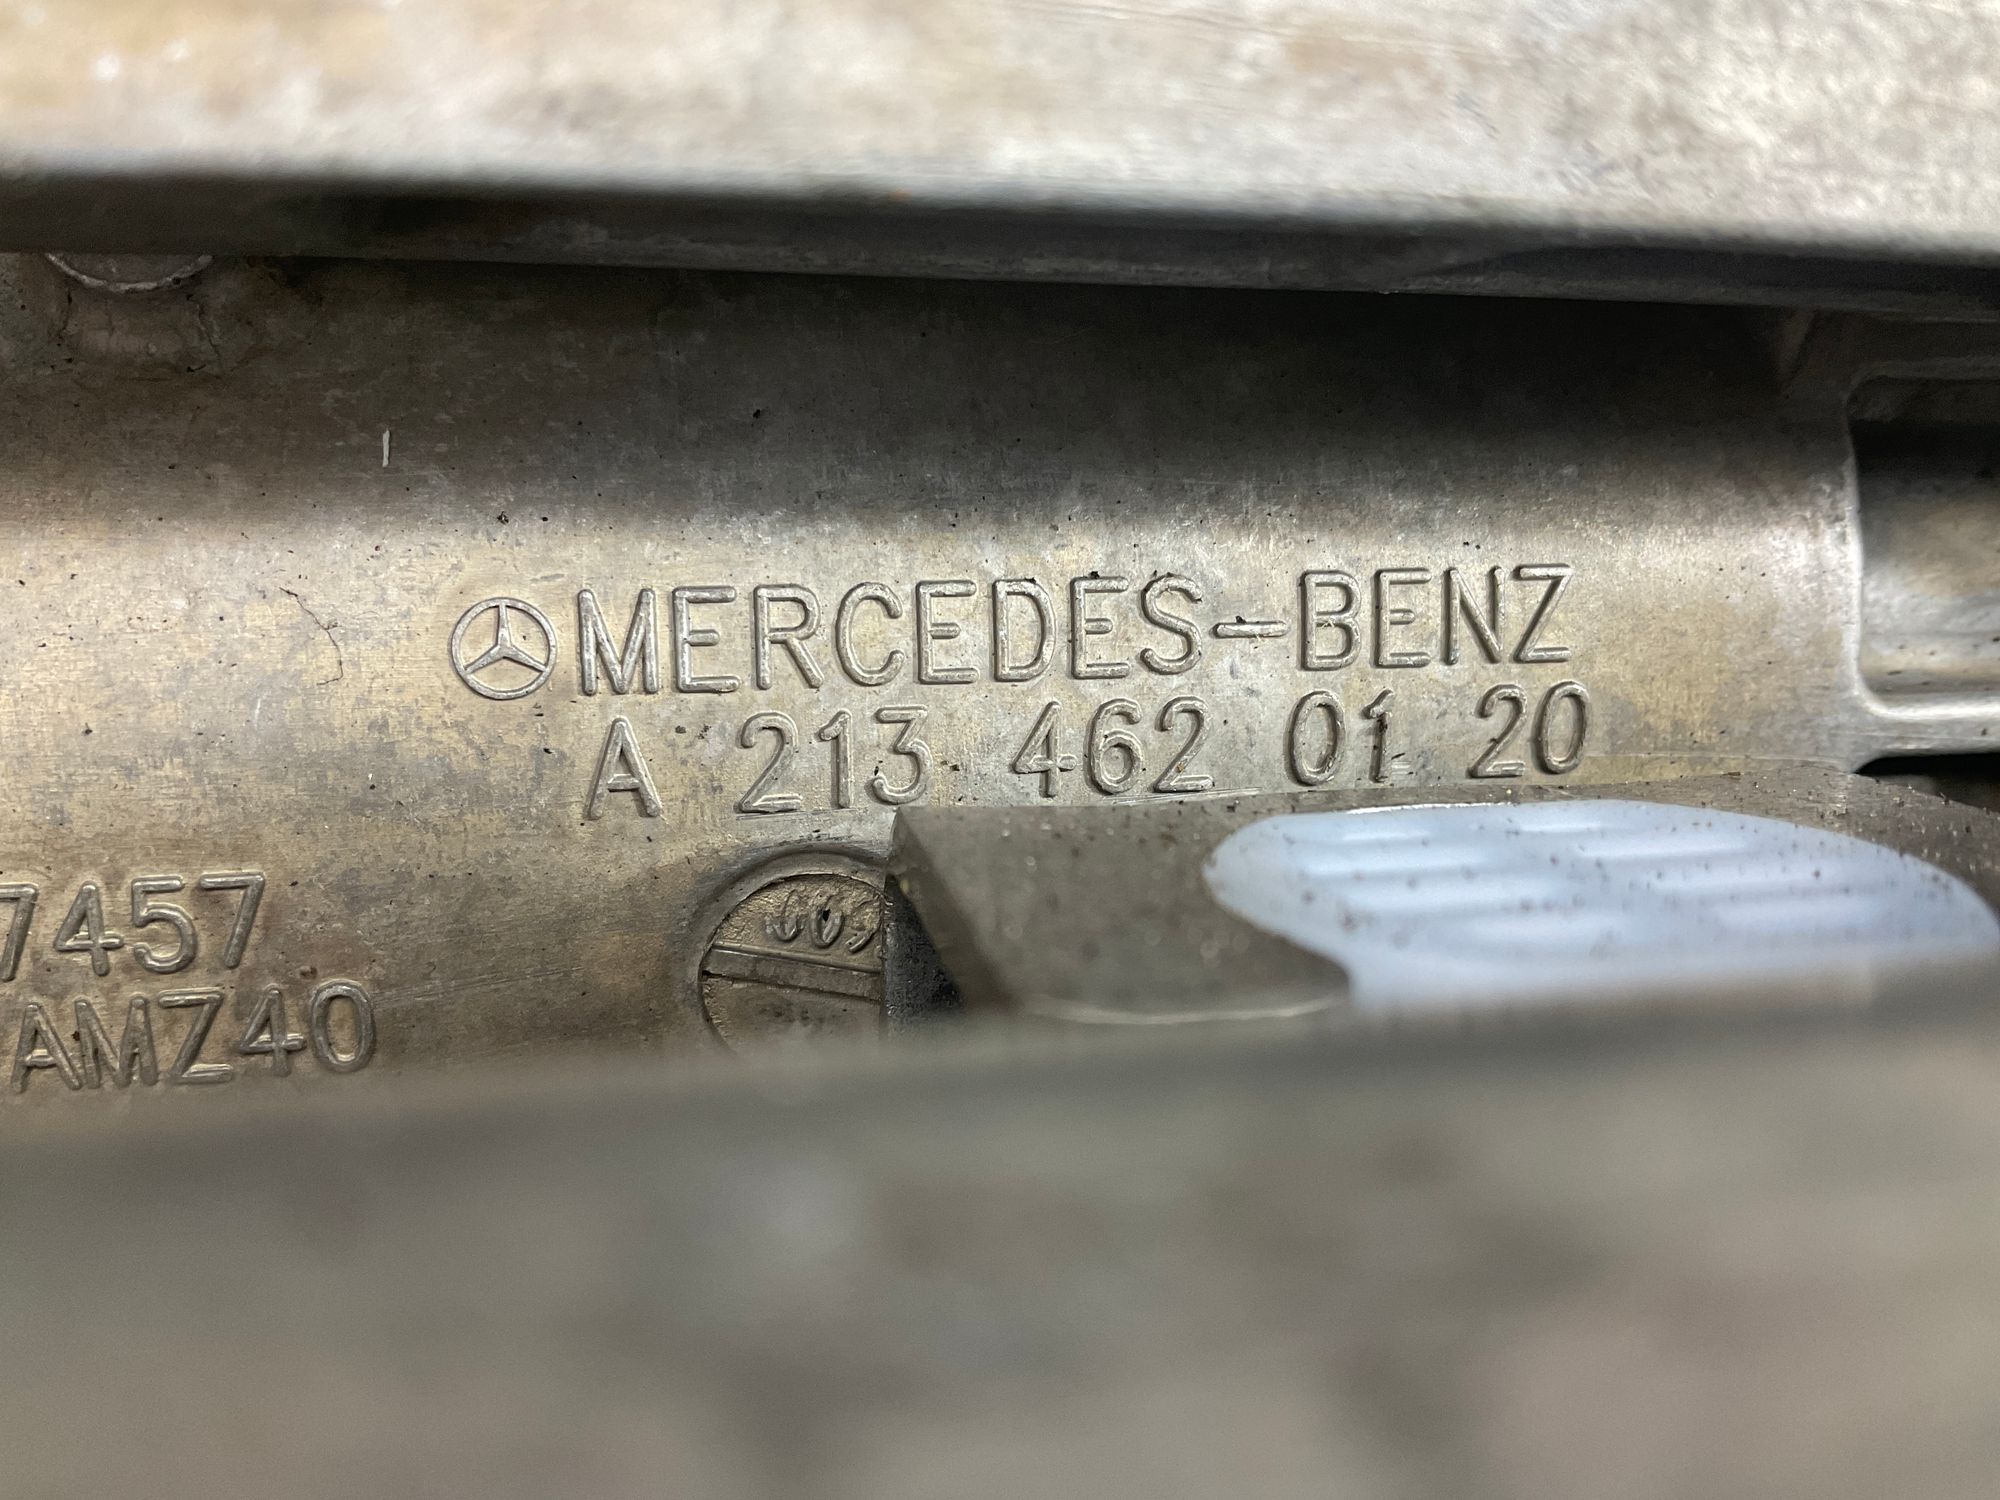 MERCEDES-BENZ
A 213 462 01 20
7457
AMZ40